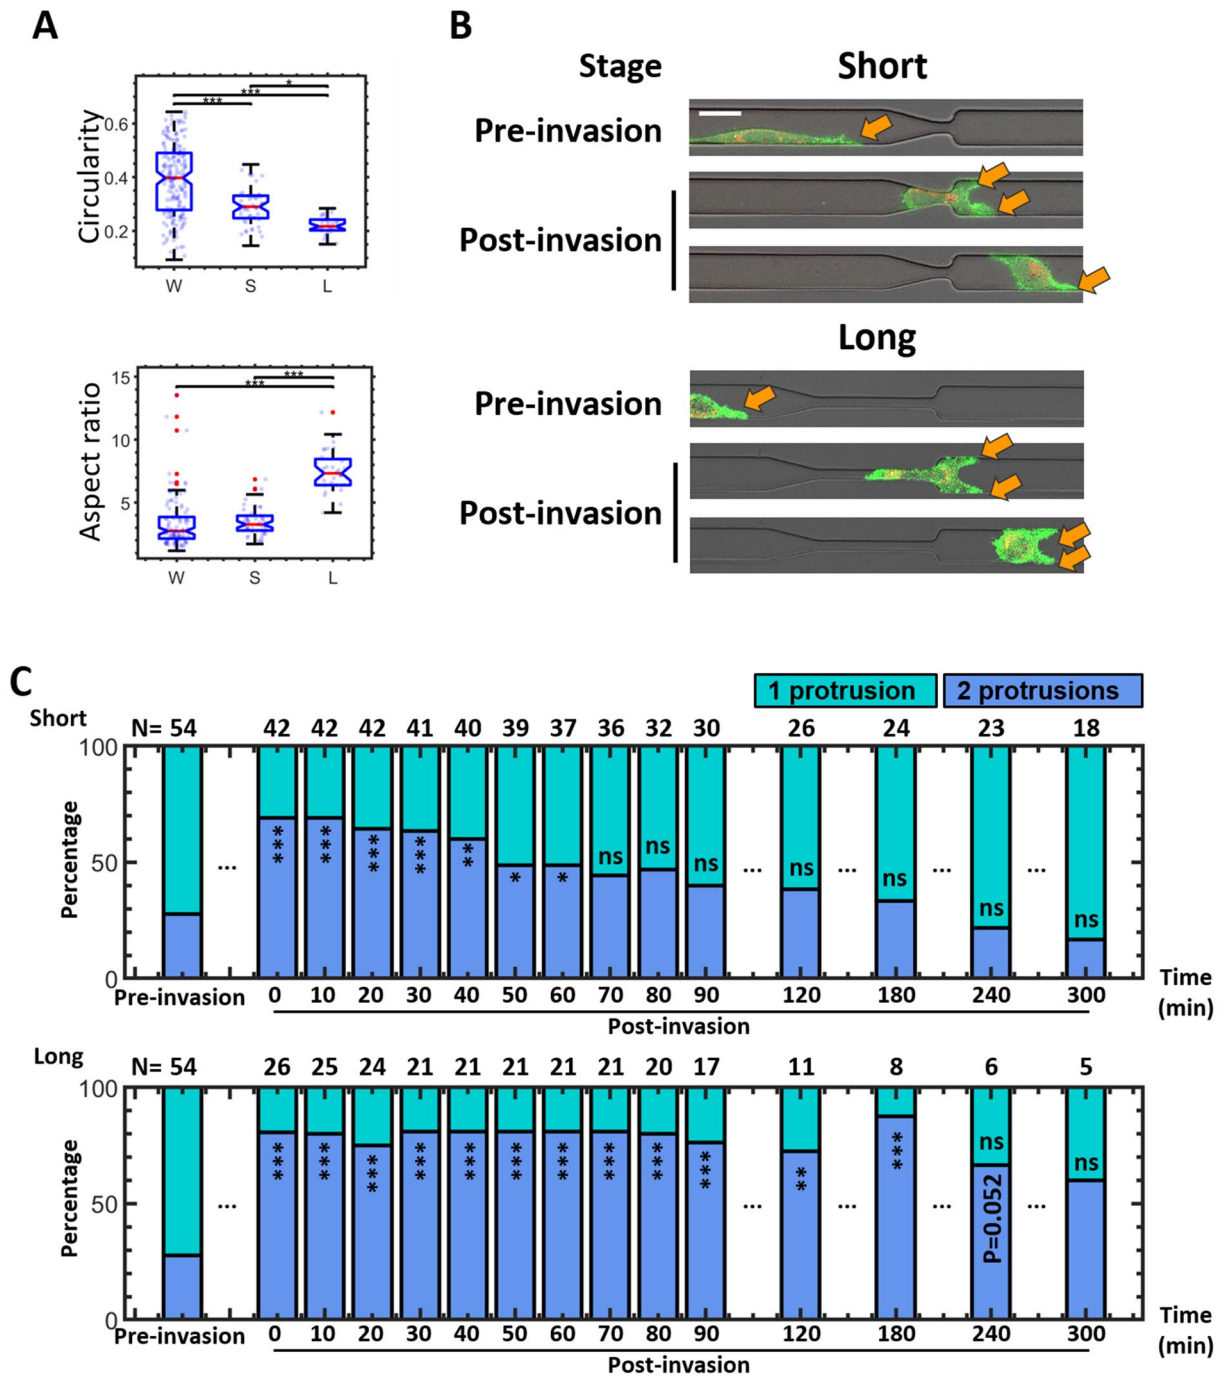 A
Circularity
0.6
0.4
0.2
*
***
***
W S L
Aspect ratio
15
10
5
***
***
W S L
B
Stage Short
Pre-invasion
Post-invasion
Long
Pre-invasion
Post-invasion
C
1 protrusion 2 protrusions
Short
N= 54 42 42 42 41 40 39 37 36 32 30 26 24 23 18
Percentage
100
50
0
*** *** *** *** ** * * ns ns ns ns ns ns ns
... ... ... ... ...
Pre-invasion 0 10 20 30 40 50 60 70 80 90 120 180 240 300
Time
(min)
Post-invasion
Long
N= 54 26 25 24 21 21 21 21 21 20 17 11 8 6 5
Percentage
100
50
0
*** *** *** *** *** *** *** *** *** *** ** *** ns ns
P=0.052
... ... ... ... ...
Pre-invasion 0 10 20 30 40 50 60 70 80 90 120 180 240 300
Time
(min)
Post-invasion